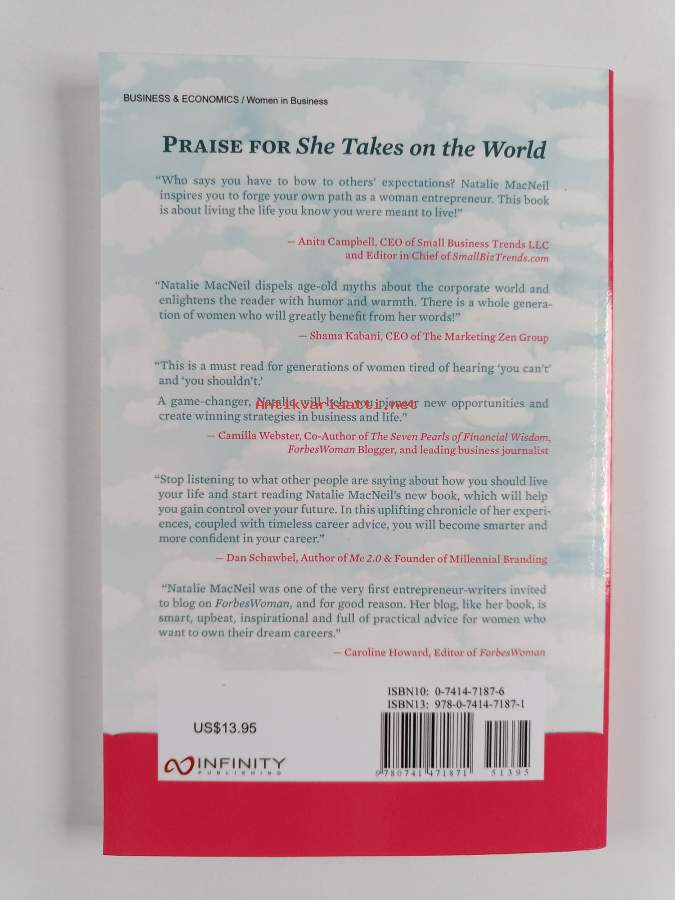 BUSINESS & ECONOMICS / Women in Business
PRAISE FOR She Takes on the World
“Who says you have to bow to others’ expectations? Natalie MacNeil
inspires you to forge your own path as a woman entrepreneur. This book
is about living the life you know you were meant to live!”
— Anita Campbell, CEO of Small Business Trends LLC
and Editor in Chief of SmallBizTrends.com
“Natalie MacNeil dispels age-old myths about the corporate world and
enlightens the reader with humor and warmth. There is a whole genera-
tion of women who will greatly benefit from her words!”
— Shama Kabani, CEO of The Marketing Zen Group
“This is a must read for generations of women tired of hearing ‘you can’t’
and ‘you shouldn’t.’
A game-changer, Natalie will help you pioneer new opportunities and
Antikvariaatti.net
create winning strategies in business and life.”
— Camilla Webster, Co-Author of The Seven Pearls of Financial Wisdom,
ForbesWoman Blogger, and leading business journalist
“Stop listening to what other people are saying about how you should live
your life and start reading Natalie MacNeil’s new book, which will help
you gain control over your future. In this uplifting chronicle of her experi-
ences, coupled with timeless career advice, you will become smarter and
more confident in your career.”
— Dan Schawbel, Author of Me 2.0 & Founder of Millennial Branding
“Natalie MacNeil was one of the very first entrepreneur-writers invited
to blog on ForbesWoman, and for good reason. Her blog, like her book, is
smart, upbeat, inspirational and full of practical advice for women who
want to own their dream careers.”
— Caroline Howard, Editor of ForbesWoman
ISBN10: 0-7414-7187-6
ISBN13: 978-0-7414-7187-1
US$13.95
INFINITY
PUBLISHING
9 780741 471871
51395